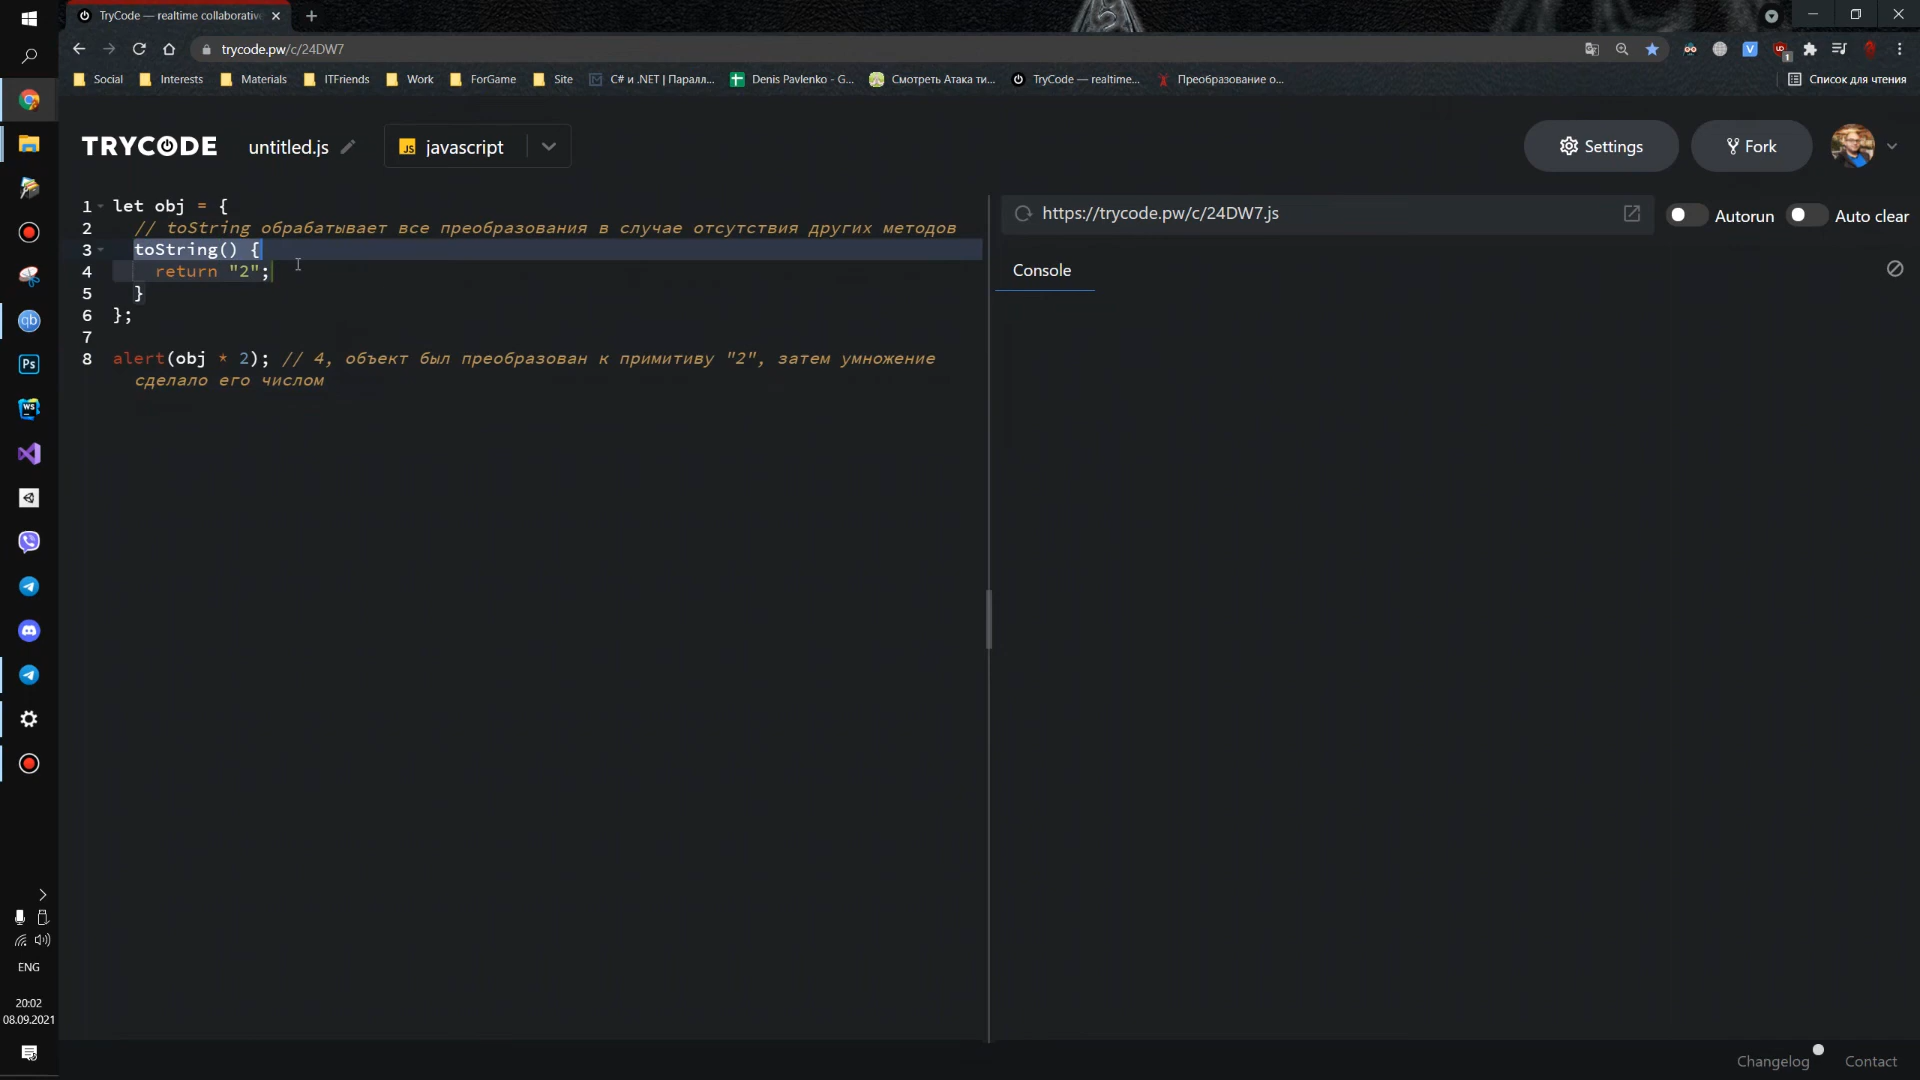 TryCode — realtime collaborativ
trycode.pw/c/24DW7
Social
Interests
Materials
ITFriends
Work
ForGame
Site
C# и .NET | Паралл...
Denis Pavlenko - G...
Смотреть Атака ти...
TryCode — realtime...
Преобразование о...
Список для чтения
TRYCODE
untitled.js
JS
javascript
Settings
Fork
1 let obj = {
2 // toString обрабатывает все преобразования в случае отсутствия других методов
3 toString() {
4 return "2";
5 }
6 };
7
8 alert(obj * 2); // 4, объект был преобразован к примитиву "2", затем умножение
сделало его числом
https://trycode.pw/c/24DW7.js
Autorun
Auto clear
Console
qb
Ps
WS
ENG
20:02
08.09.2021
Changelog
Contact